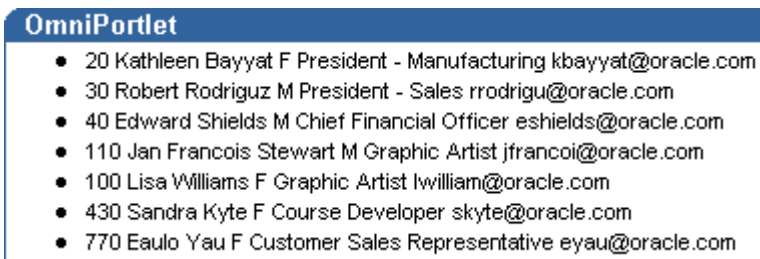 OmniPortlet
20 Kathleen Bayyat F President - Manufacturing kbayyat@oracle.com
30 Robert Rodriguz M President - Sales rrodrigu@oracle.com
40 Edward Shields M Chief Financial Officer eshields@oracle.com
110 Jan Francois Stewart M Graphic Artist jfrancoi@oracle.com
100 Lisa Williams F Graphic Artist lwilliam@oracle.com
430 Sandra Kyte F Course Developer skyte@oracle.com
770 Eaulo Yau F Customer Sales Representative eyau@oracle.com